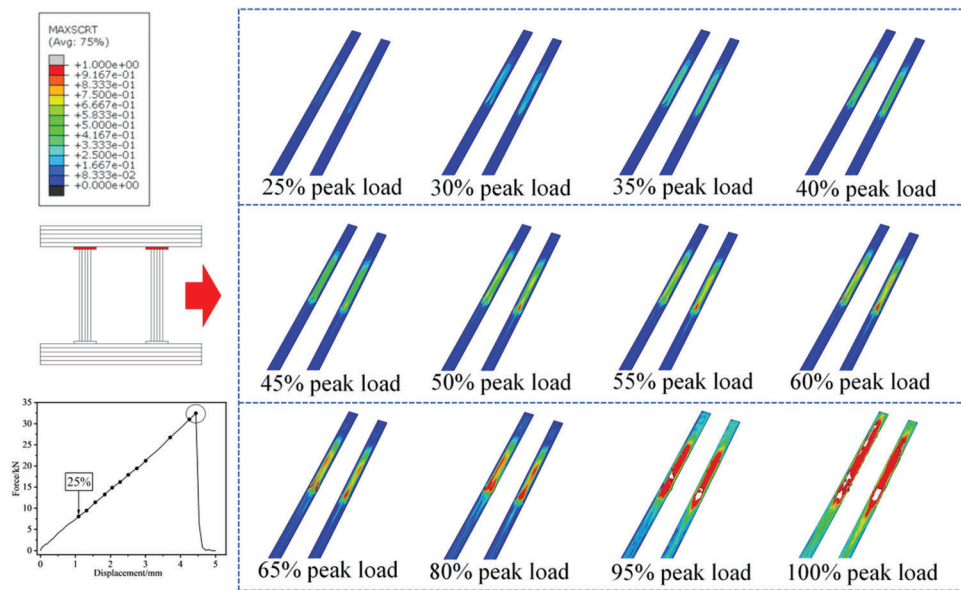 MAXSCRT
(Avg: 75%)
+1.000e+00
+9.167e-01
+8.333e-01
+7.500e-01
+6.667e-01
+5.833e-01
+5.000e-01
+4.167e-01
+3.333e-01
+2.500e-01
+1.667e-01
+8.333e-02
+0.000e+00
25% peak load
30% peak load
35% peak load
40% peak load
45% peak load
50% peak load
55% peak load
60% peak load
65% peak load
80% peak load
95% peak load
100% peak load
Force/kN
35
30
25
20
15
10
5
0
25%
0 1 2 3 4 5
Displacement/mm